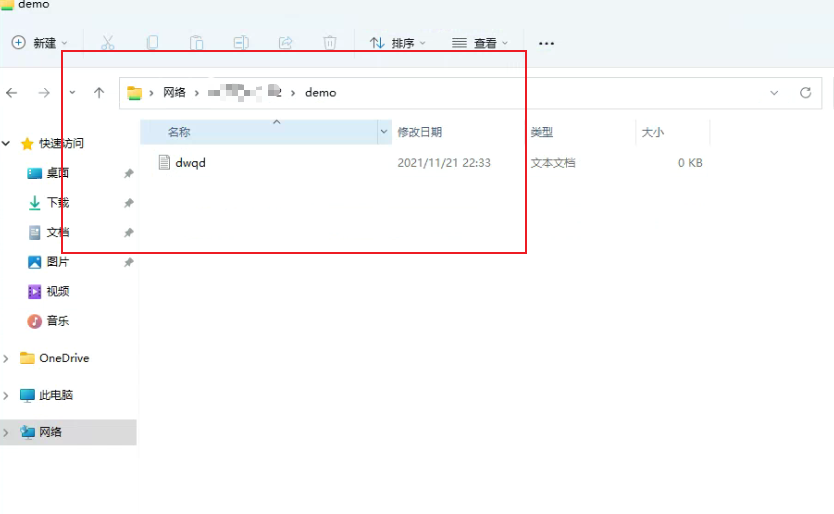 demo
新建 排序 查看
网络 demo
名称 修改日期 类型 大小
dwqd 2021/11/21 22:33 文本文档 0 KB
快速访问
桌面
下载
文档
图片
视频
音乐
OneDrive
此电脑
网络